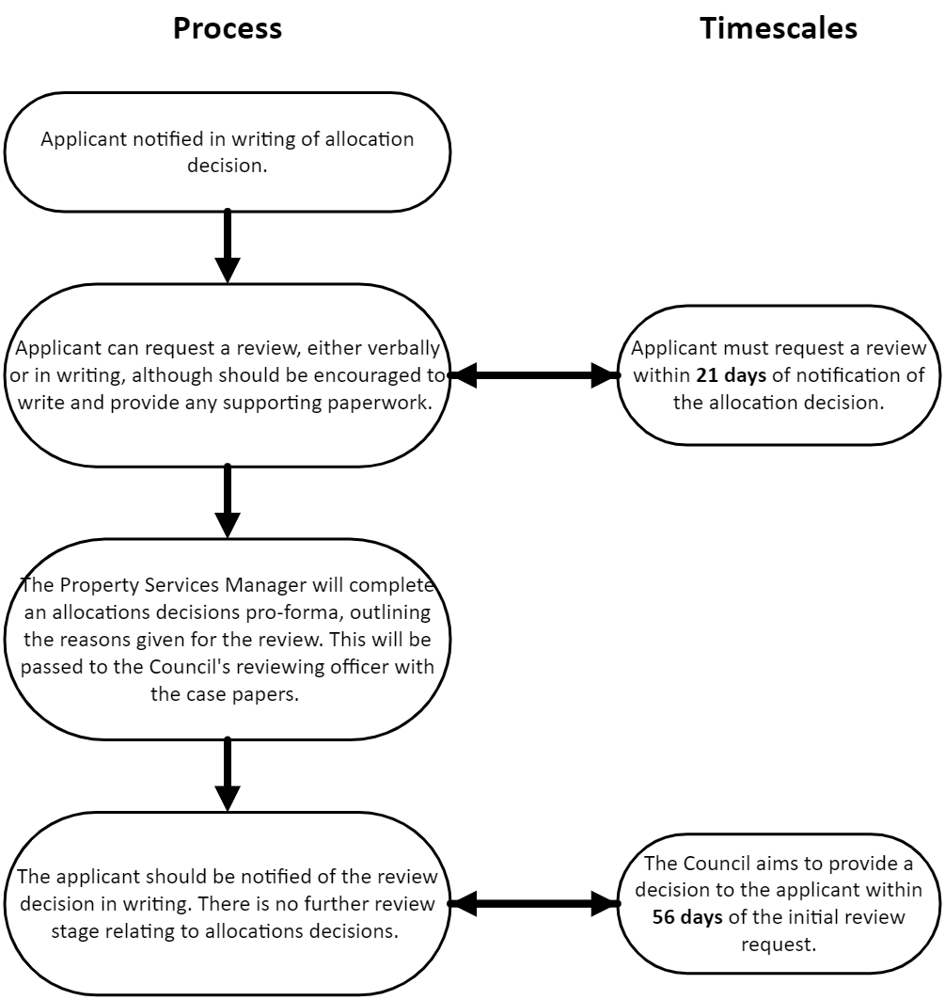 Process
Timescales
Applicant notified in writing of allocation
decision.
Applicant can request a review, either verbally
or in writing, although should be encouraged to
write and provide any supporting paperwork.
Applicant must request a review
within 21 days of notification of
the allocation decision.
The Property Services Manager will complete
an allocations decisions pro-forma, outlining
the reasons given for the review. This will be
passed to the Council's reviewing officer with
the case papers.
The applicant should be notified of the review
decision in writing. There is no further review
stage relating to allocations decisions.
The Council aims to provide a
decision to the applicant within
56 days of the initial review
request.